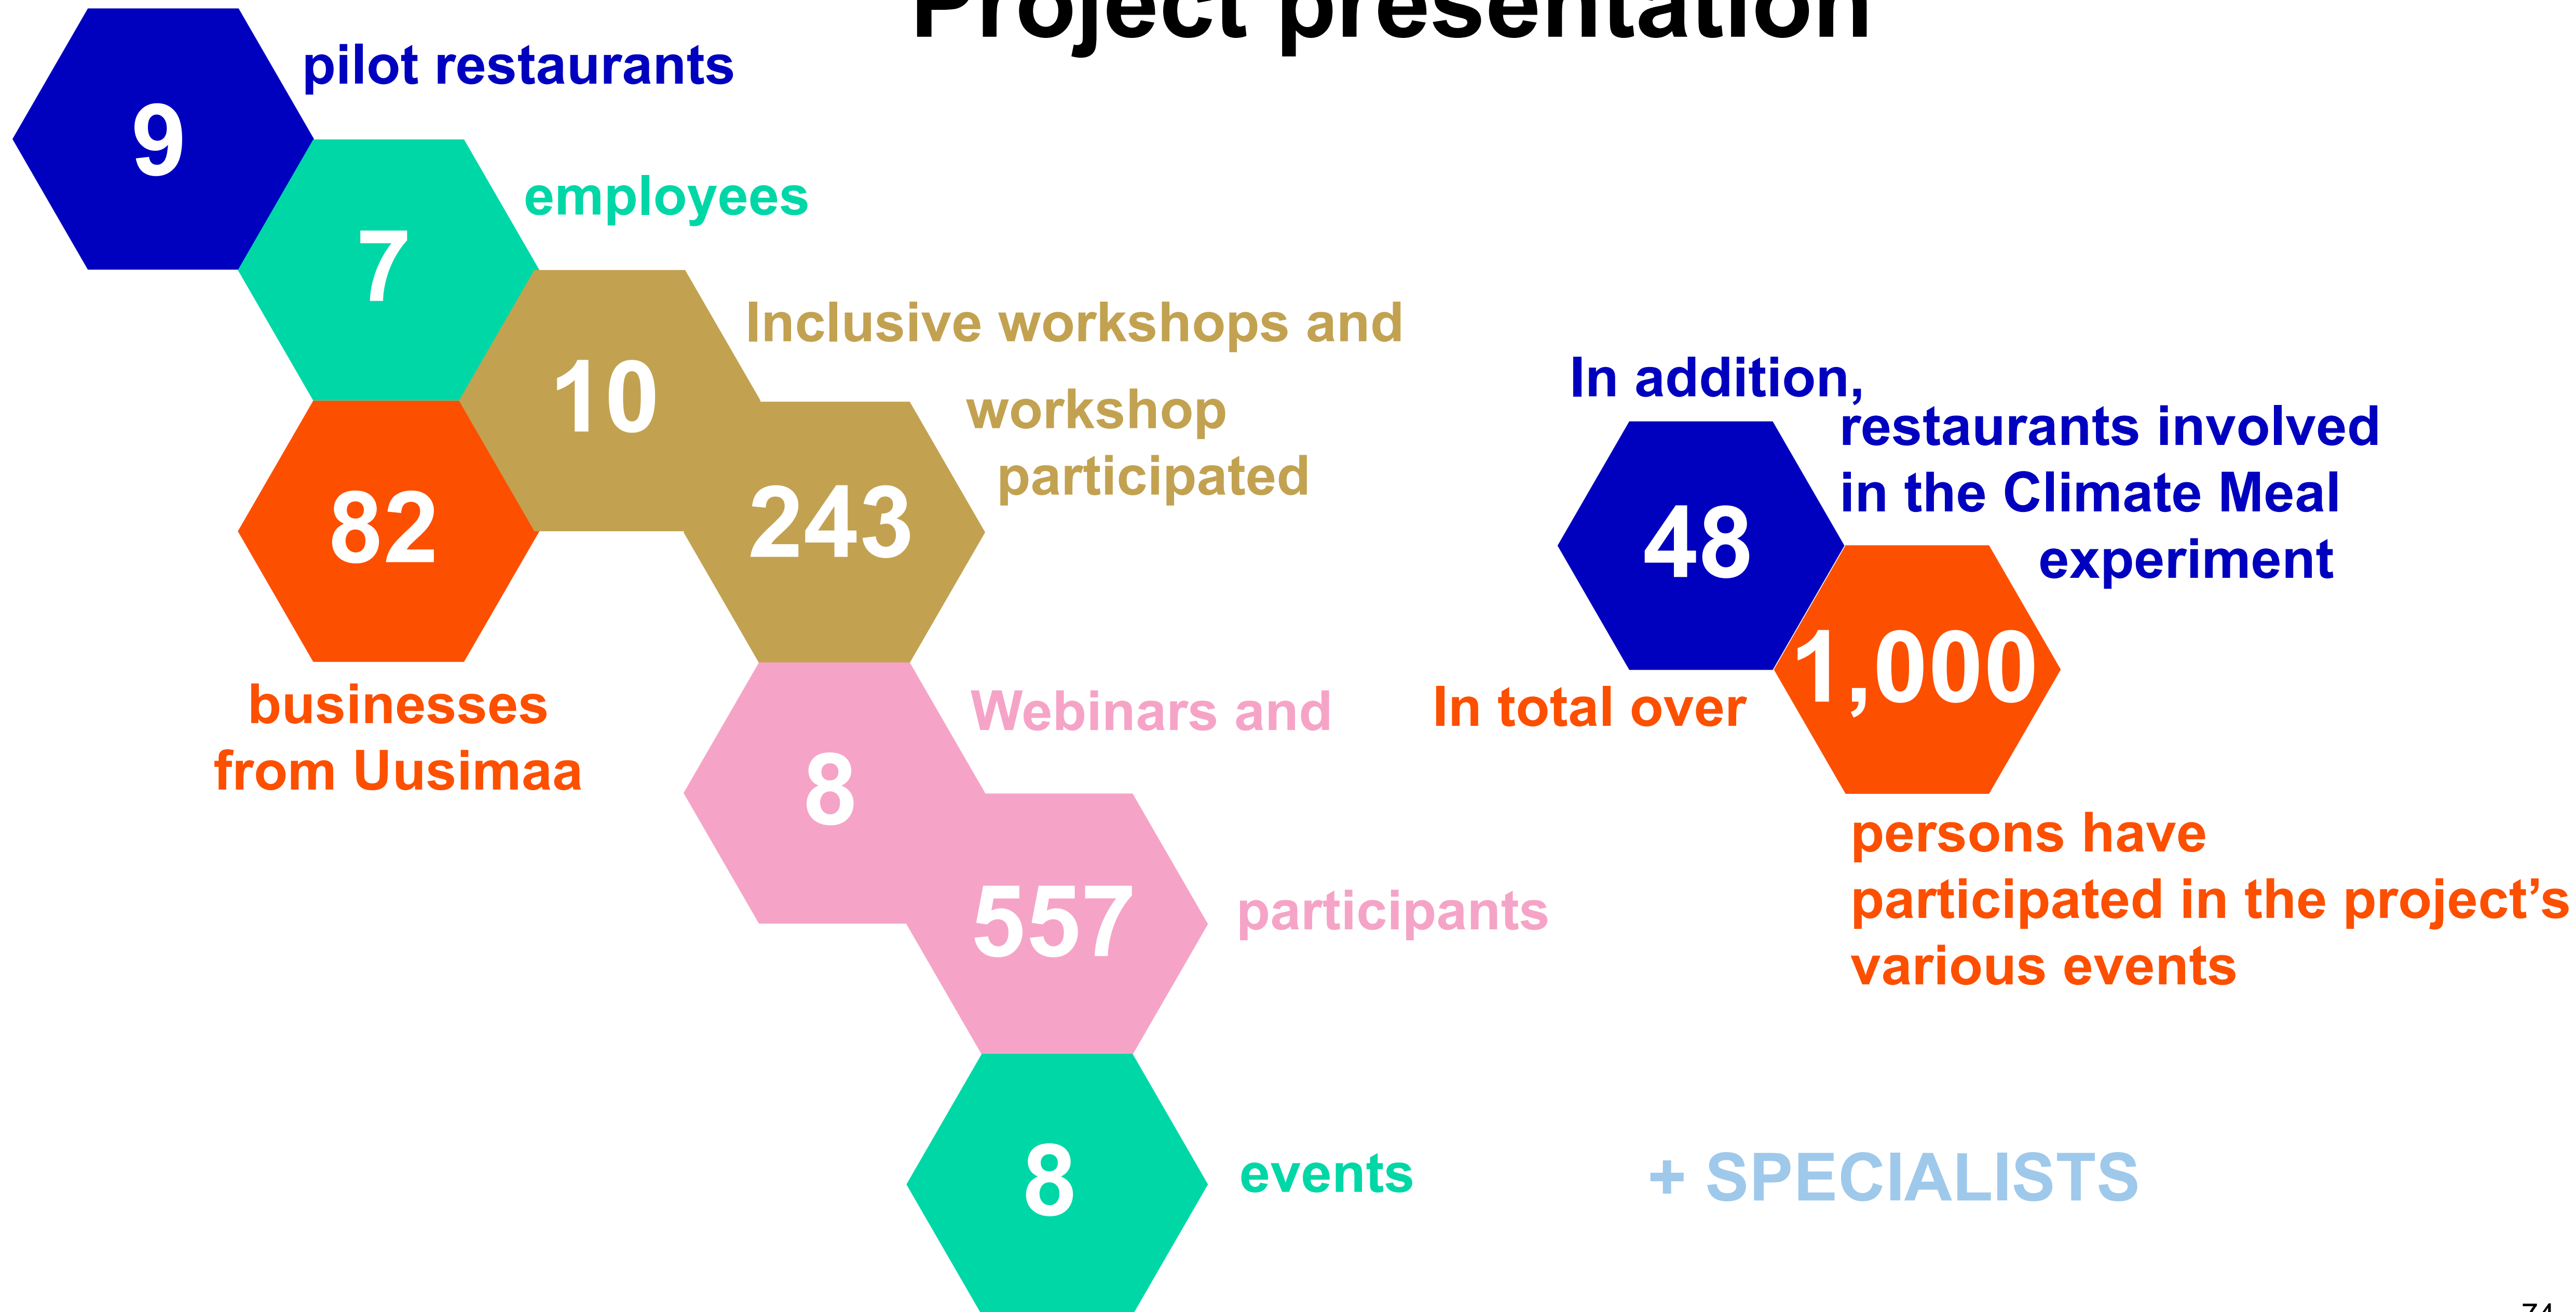 Project presentation
9
pilot restaurants
7
employees
10
Inclusive workshops and
243
workshop
participated
82
businesses
from Uusimaa
8
Webinars and
557
participants
8
events
In addition,
48
restaurants involved
in the Climate Meal
experiment
In total over
1,000
persons have
participated in the project’s
various events
+ SPECIALISTS
74